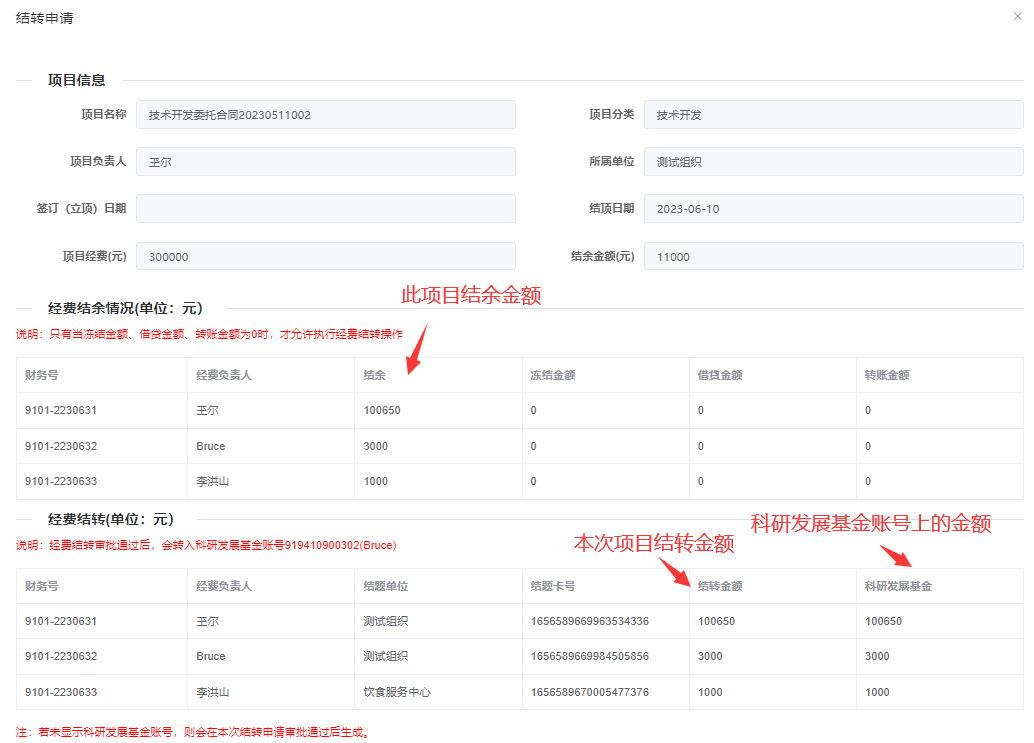 结转申请
×
项目信息
项目名称 技术开发委托合同20230511002 项目分类 技术开发
项目负责人 王尔 所属单位 测试组织
签订（立项）日期 结项日期 2023-06-10
项目经费(元) 300000 结余金额(元) 11000
此项目结余金额
经费结余情况(单位：元)
说明：只有当冻结金额、借贷金额、转账金额为0时，才允许执行经费结转操作
财务号 经费负责人 结余 冻结金额 借贷金额 转账金额
9101-2230631 王尔 100650 0 0 0
9101-2230632 Bruce 3000 0 0 0
9101-2230633 李洪山 1000 0 0 0
经费结转(单位：元)
科研发展基金账号上的金额
本次项目结转金额
说明：经费结转审批通过后，会转入科研发展基金账号919410900302(Bruce)
财务号 经费负责人 结题单位 结题卡号 结转金额 科研发展基金
9101-2230631 王尔 测试组织 1656589669963534336 100650 100650
9101-2230632 Bruce 测试组织 1656589669984505856 3000 3000
9101-2230633 李洪山 饮食服务中心 1656589670005477376 1000 1000
注：若未显示科研发展基金账号，则会在本次结转申请审批通过后生成。